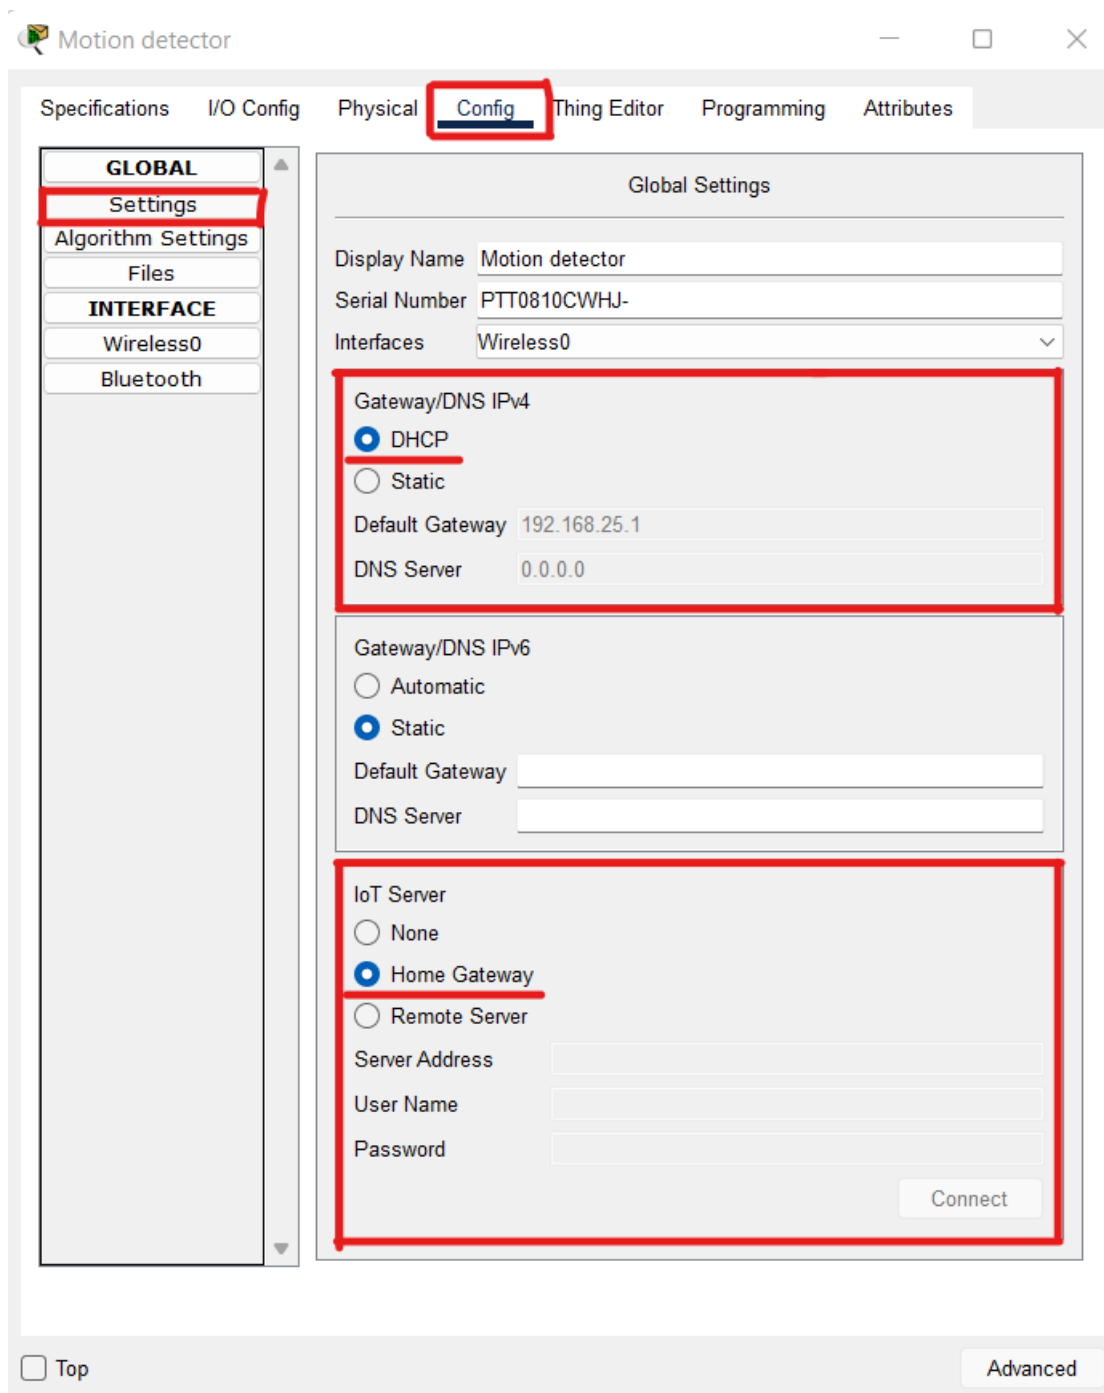 Motion detector
Specifications I/O Config Physical Config Thing Editor Programming Attributes
GLOBAL
Settings
Algorithm Settings
Files
INTERFACE
Wireless0
Bluetooth
Global Settings
Display Name Motion detector
Serial Number PTT0810CWHJ-
Interfaces Wireless0
Gateway/DNS IPv4
DHCP
Static
Default Gateway 192.168.25.1
DNS Server 0.0.0.0
Gateway/DNS IPv6
Automatic
Static
Default Gateway
DNS Server
IoT Server
None
Home Gateway
Remote Server
Server Address
User Name
Password
Connect
Top
Advanced